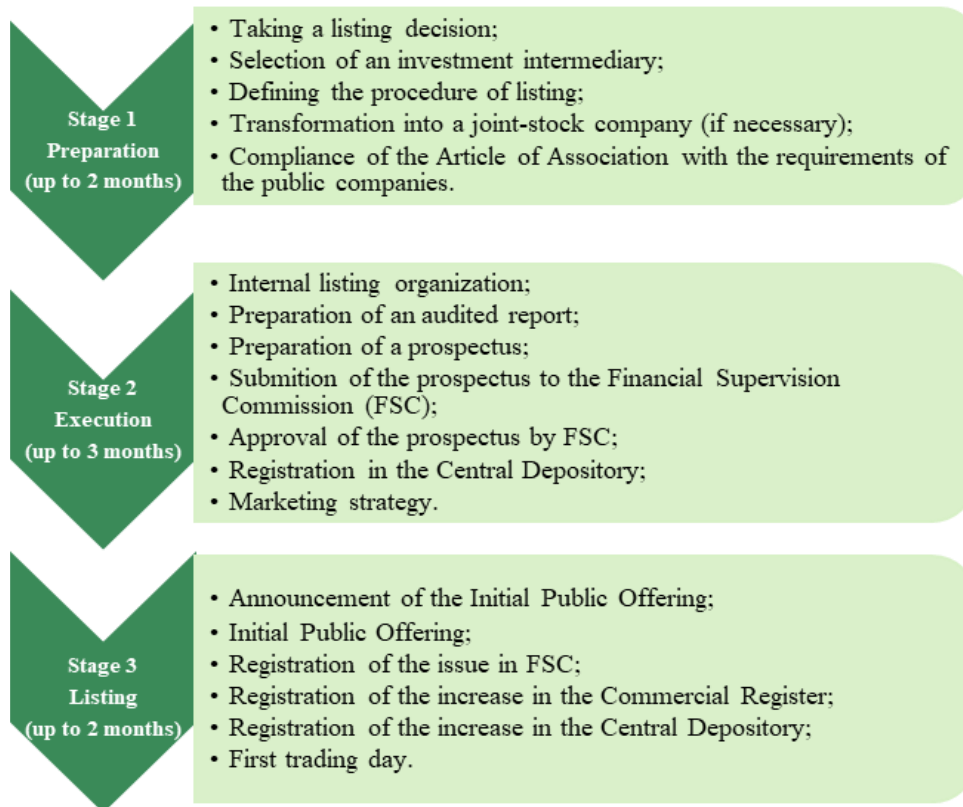 Stage 1
Preparation
(up to 2 months)
• Taking a listing decision;
• Selection of an investment intermediary;
• Defining the procedure of listing;
• Transformation into a joint-stock company (if necessary);
• Compliance of the Article of Association with the requirements of
the public companies.
Stage 2
Execution
(up to 3 months)
• Internal listing organization;
• Preparation of an audited report;
• Preparation of a prospectus;
• Submition of the prospectus to the Financial Supervision
Commission (FSC);
• Approval of the prospectus by FSC;
• Registration in the Central Depository;
• Marketing strategy.
Stage 3
Listing
(up to 2 months)
• Announcement of the Initial Public Offering;
• Initial Public Offering;
• Registration of the issue in FSC;
• Registration of the increase in the Commercial Register;
• Registration of the increase in the Central Depository;
• First trading day.